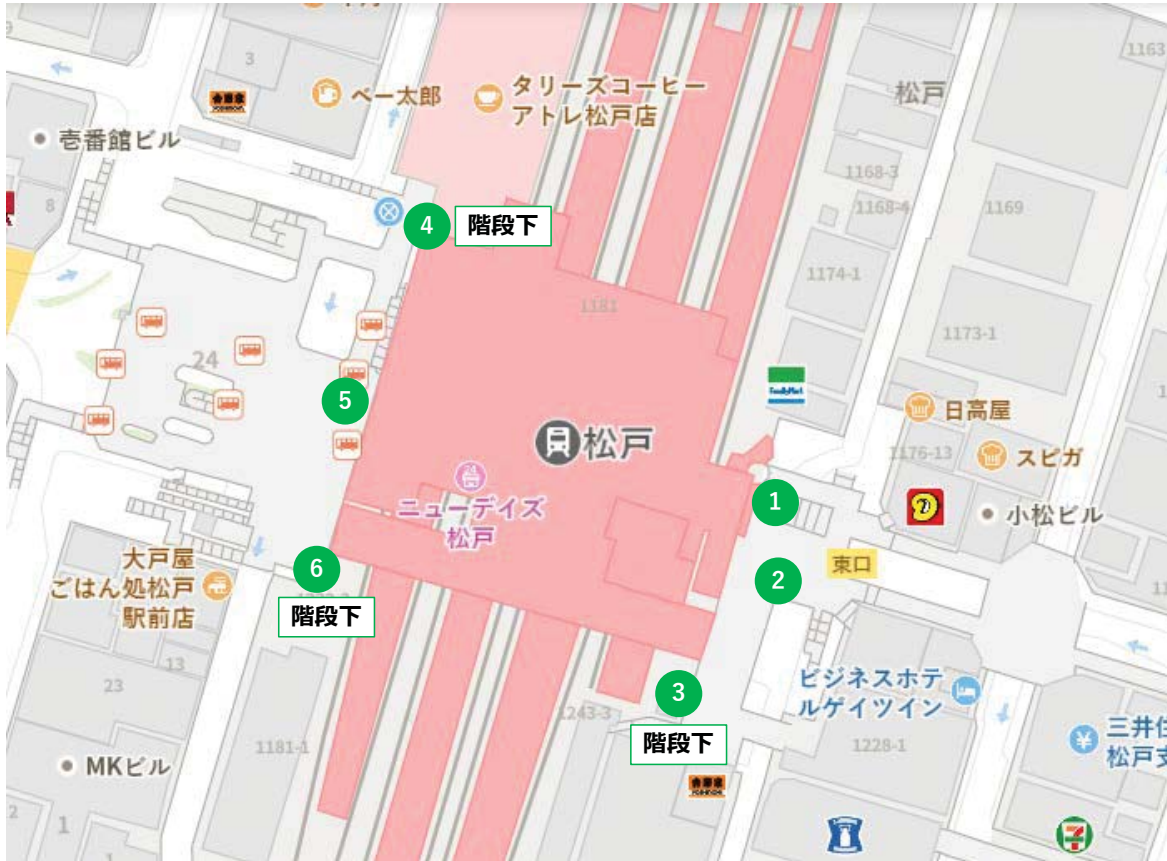 3
ベー太郎
タリーズコーヒー
アトレ松戸店
松戸
1163
壱番館ビル
8
1168-3
1168-4
1169
4
階段下
1174-1
1181
1173-1
24
5
FamilyMart
日高屋
松戸
1176-13
スピガ
24
ニューデイズ
松戸
1
小松ビル
大戸屋
ごはん処松戸
駅前店
6
階段下
2
東口
13
23
3
階段下
1243-3
ビジネスホテ
ルゲイツイン
1228-1
三井住
松戸支
1181-1
MKビル
吉野家
2
1